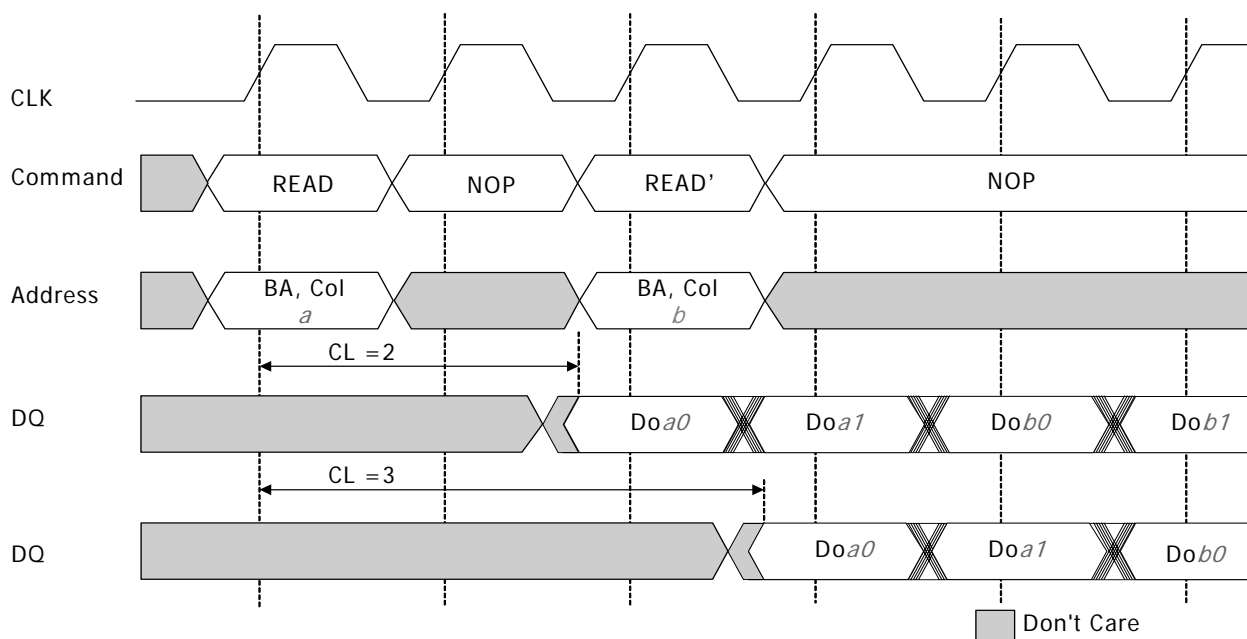 CLK
Command
READ
NOP
READ'
NOP
Address
BA, Col
a
BA, Col
b
CL =2
DQ
Doa0
Doa1
Dob0
Dob1
CL =3
DQ
Doa0
Doa1
Dob0
Don't Care